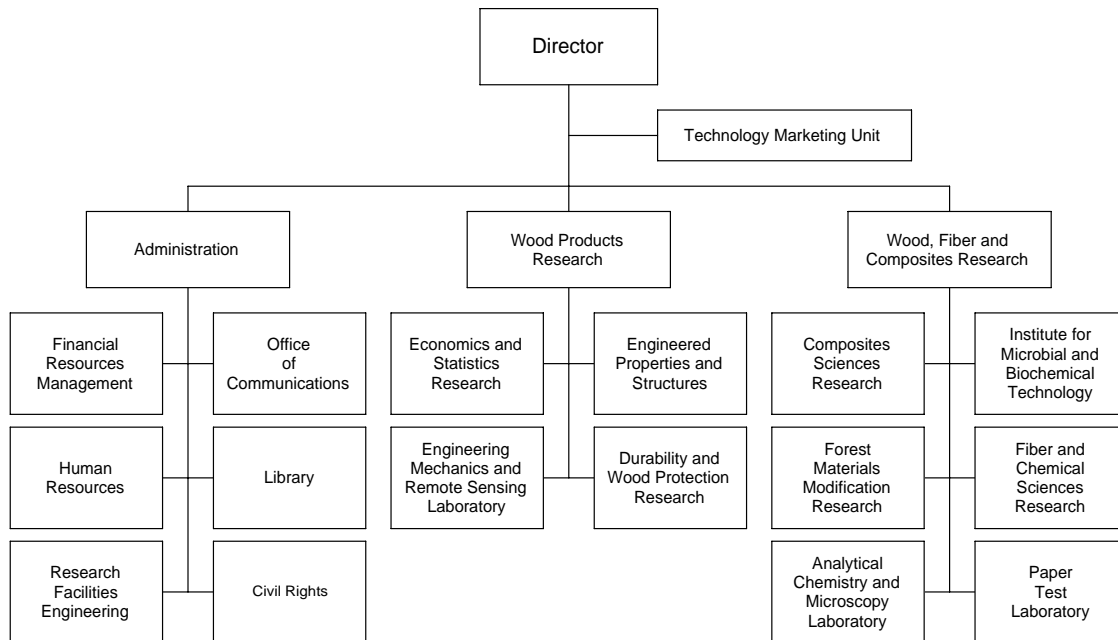 Director
Technology Marketing Unit
Administration
Wood Products
Research
Wood, Fiber and
Composites Research
Financial
Resources
Management
Office
of
Communications
Economics and
Statistics
Research
Engineered
Properties and
Structures
Composites
Sciences
Research
Institute for
Microbial and
Biochemical
Technology
Human
Resources
Library
Engineering
Mechanics and
Remote Sensing
Laboratory
Durability and
Wood Protection
Research
Forest
Materials
Modification
Research
Fiber and
Chemical
Sciences
Research
Research
Facilities
Engineering
Civil Rights
Analytical
Chemistry and
Microscopy
Laboratory
Paper
Test
Laboratory